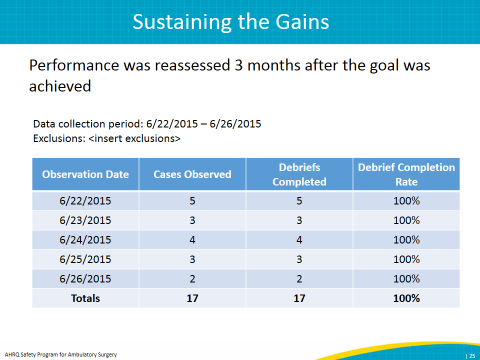 Sustaining the Gains
Performance was reassessed 3 months after the goal was
achieved
Data collection period: 6/22/2015 – 6/26/2015
Exclusions: <insert exclusions>
Observation Date Cases Observed Debriefs Completed Debrief Completion Rate
6/22/2015 5 5 100%
6/23/2015 3 3 100%
6/24/2015 4 4 100%
6/25/2015 3 3 100%
6/26/2015 2 2 100%
Totals 17 17 100%
AHRQ Safety Program for Ambulatory Surgery
| 25